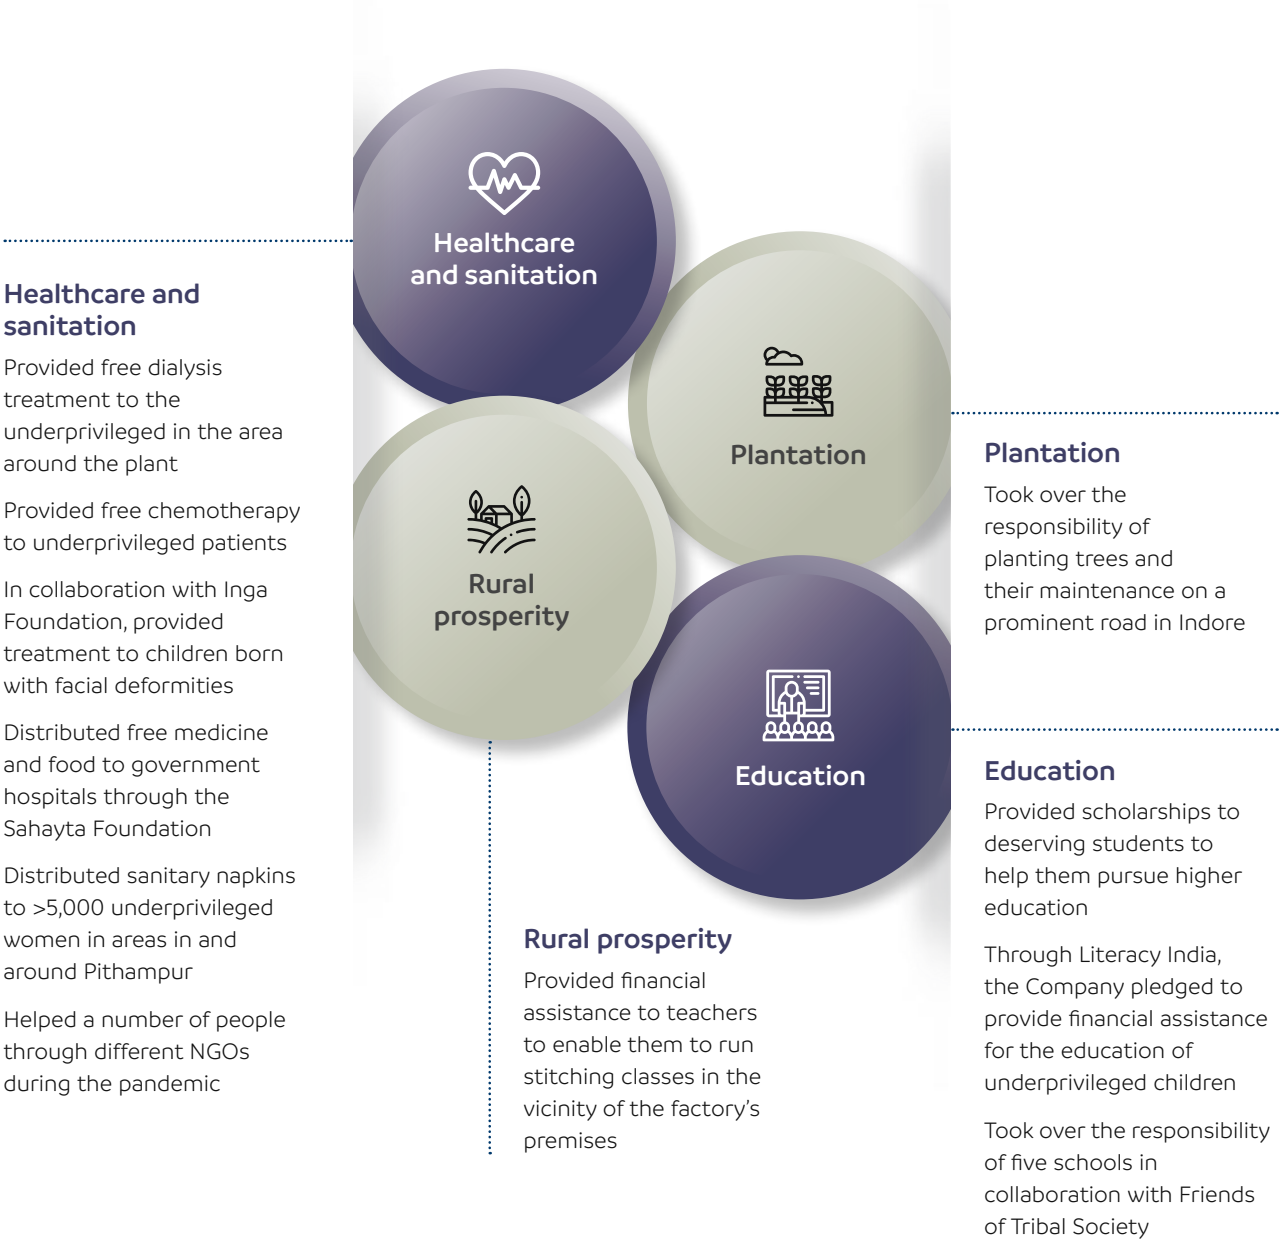 Healthcare
and sanitation
Plantation
Rural
prosperity
Education
Healthcare and
sanitation
Provided free dialysis
treatment to the
underprivileged in the area
around the plant
Provided free chemotherapy
to underprivileged patients
In collaboration with Inga
Foundation, provided
treatment to children born
with facial deformities
Distributed free medicine
and food to government
hospitals through the
Sahayta Foundation
Distributed sanitary napkins
to >5,000 underprivileged
women in areas in and
around Pithampur
Helped a number of people
through different NGOs
during the pandemic
Rural prosperity
Provided financial
assistance to teachers
to enable them to run
stitching classes in the
vicinity of the factory's
premises
Plantation
Took over the
responsibility of
planting trees and
their maintenance on a
prominent road in Indore
Education
Provided scholarships to
deserving students to
help them pursue higher
education
Through Literacy India,
the Company pledged to
provide financial assistance
for the education of
underprivileged children
Took over the responsibility
of five schools in
collaboration with Friends
of Tribal Society